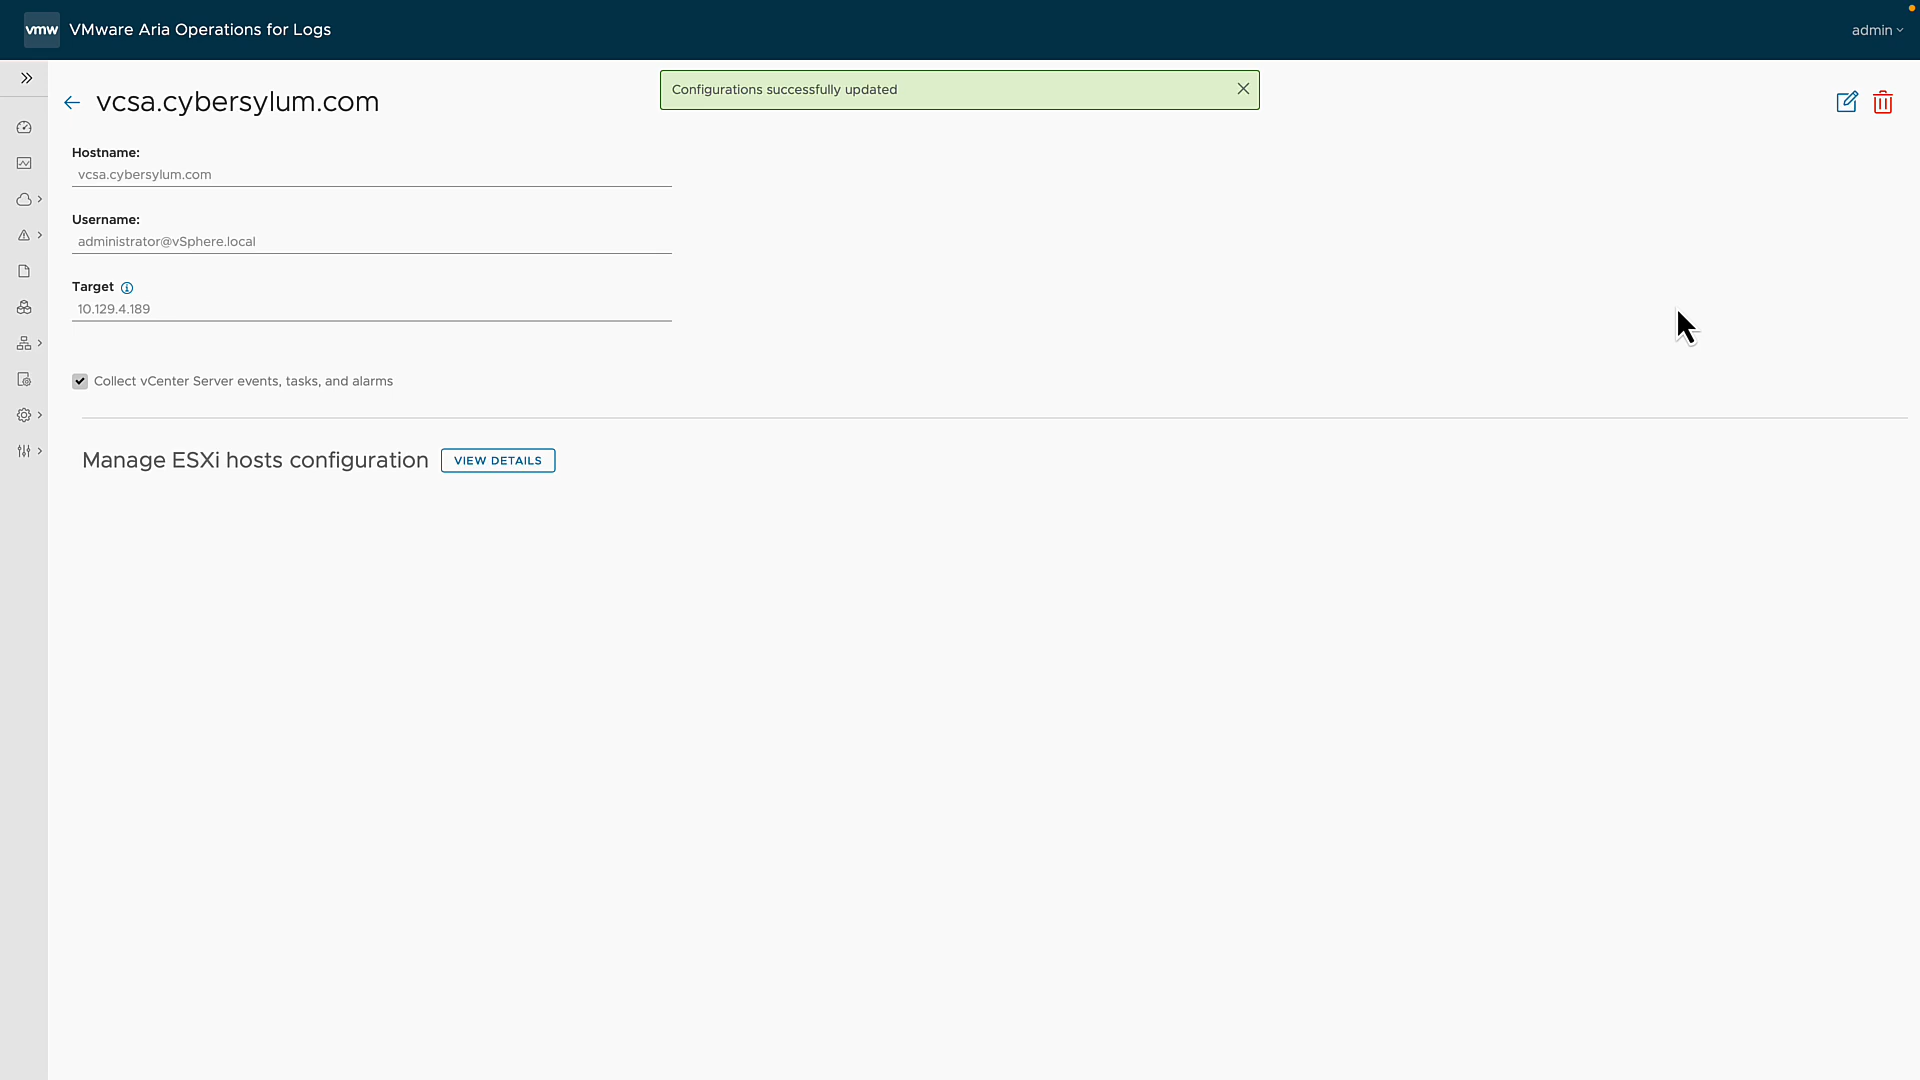 vmw VMware Aria Operations for Logs
admin
vcsa.cybersylum.com
Configurations successfully updated
Hostname:
vcsa.cybersylum.com
Username:
administrator@vSphere.local
Target
10.129.4.189
Collect vCenter Server events, tasks, and alarms
Manage ESXi hosts configuration VIEW DETAILS